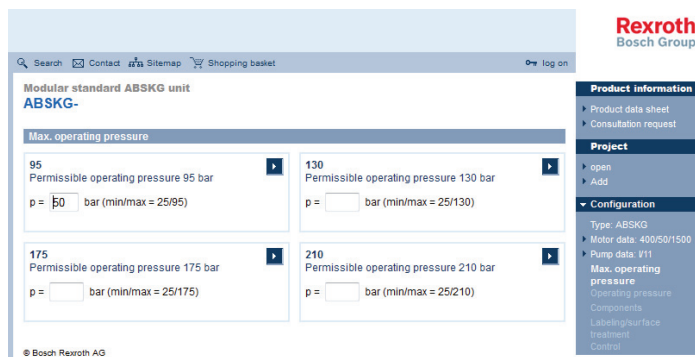 Rexroth
Bosch Group
Search Contact Sitemap Shopping basket log on
Modular standard ABSKG unit
ABSKG-
Max. operating pressure
95
Permissible operating pressure 95 bar
p = 50 bar (min/max = 25/95)
130
Permissible operating pressure 130 bar
p = bar (min/max = 25/130)
175
Permissible operating pressure 175 bar
p = bar (min/max = 25/175)
210
Permissible operating pressure 210 bar
p = bar (min/max = 25/210)
© Bosch Rexroth AG
Product information
Product data sheet
Consultation request
Project
open
Add
Configuration
Type: ABSKG
Motor data: 400/50/1500
Pump data: V/11
Max. operating
pressure
Operating pressure
Components
Labeling/surface
treatment
Control